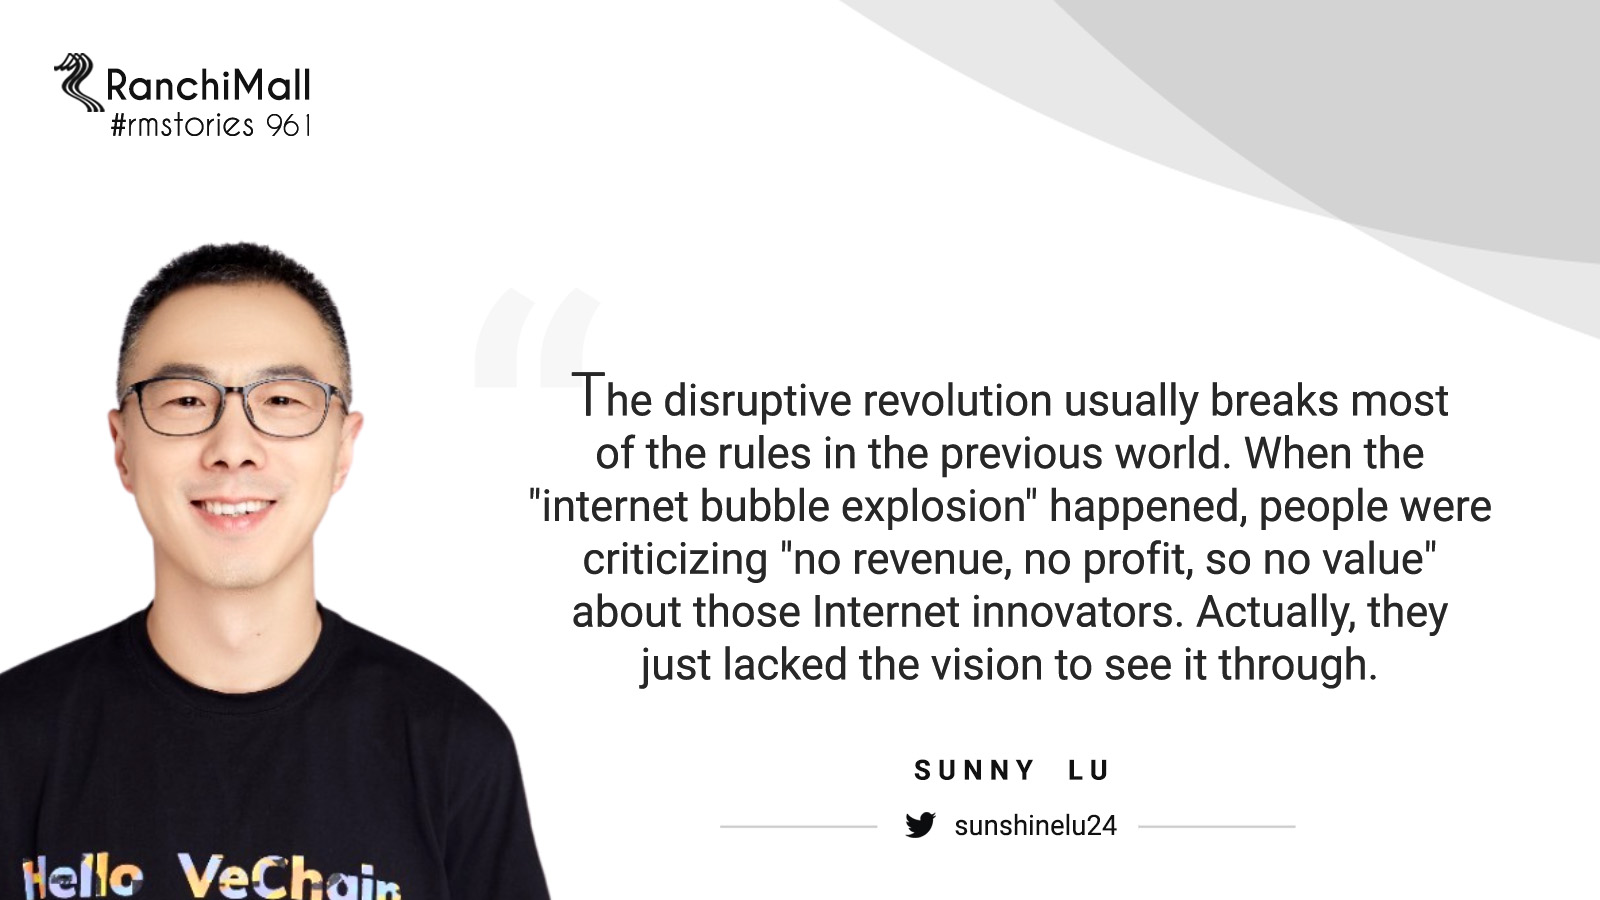 RanchiMall
#rmstories 961
The disruptive revolution usually breaks most
of the rules in the previous world. When the
"internet bubble explosion" happened, people were
criticizing "no revenue, no profit, so no value"
about those Internet innovators. Actually, they
just lacked the vision to see it through.
SUNNY LU
sunshinelu24
Hello VeChain